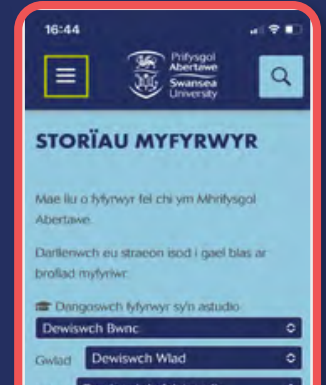 16:44
Prifysgol
Abertawe
Swansea
University
STORÏAU MYFYRWYR
Mae llu o fyfyrwyr fel chi ym Mhrifysgol
Abertawe.
Darllenwch eu straeon isod i gael blas ar
brofiad myfyriwr.
Dangoswch fyfyrwyr sy'n astudio
Dewiswch Bwnc
Gwlad Dewiswch Wlad